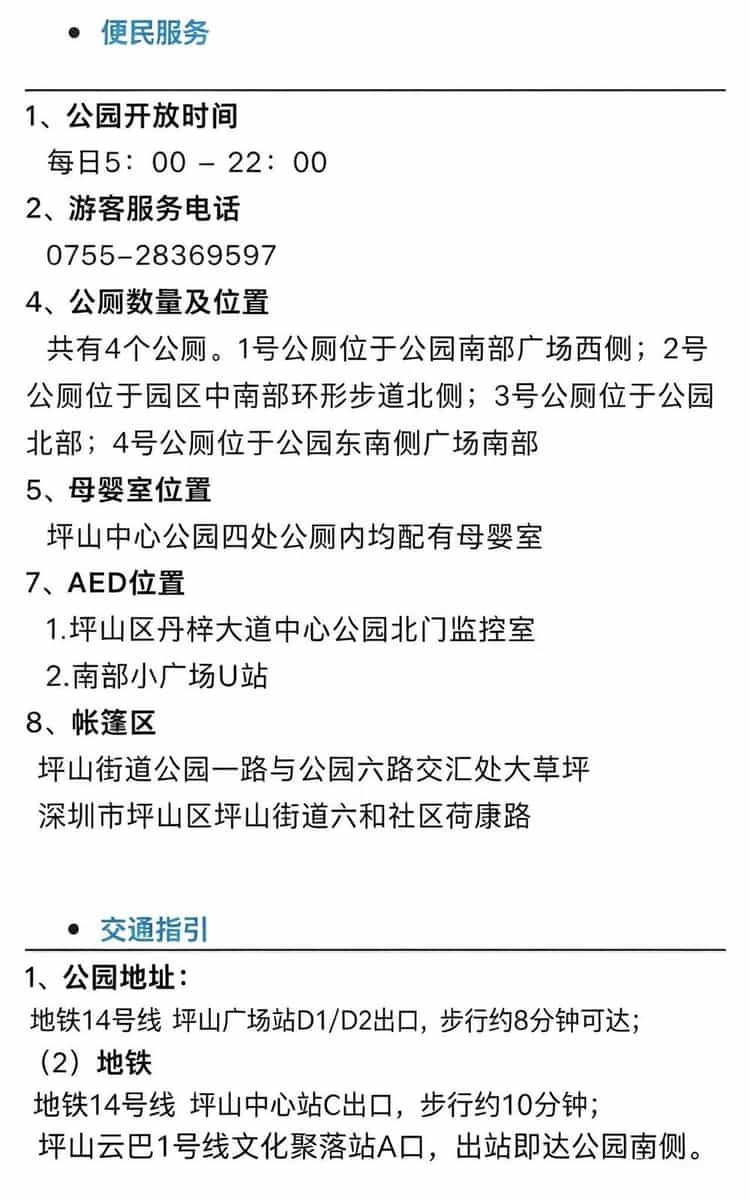 • 便民服务
1、公园开放时间
每日5：00 – 22：00
2、游客服务电话
0755–28369597
4、公厕数量及位置
共有4个公厕。1号公厕位于公园南部广场西侧；2号
公厕位于园区中南部环形步道北侧；3号公厕位于公园
北部；4号公厕位于公园东南侧广场南部
5、母婴室位置
坪山中心公园四处公厕内均配有母婴室
7、AED位置
1.坪山区丹梓大道中心公园北门监控室
2.南部小广场U站
8、帐篷区
坪山街道公园一路与公园六路交汇处大草坪
深圳市坪山区坪山街道六和社区荷康路
• 交通指引
1、公园地址：
地铁14号线 坪山广场站D1/D2出口, 步行约8分钟可达；
（2）地铁
地铁14号线 坪山中心站C出口，步行约10分钟；
坪山云巴1号线文化聚落站A口，出站即达公园南侧。